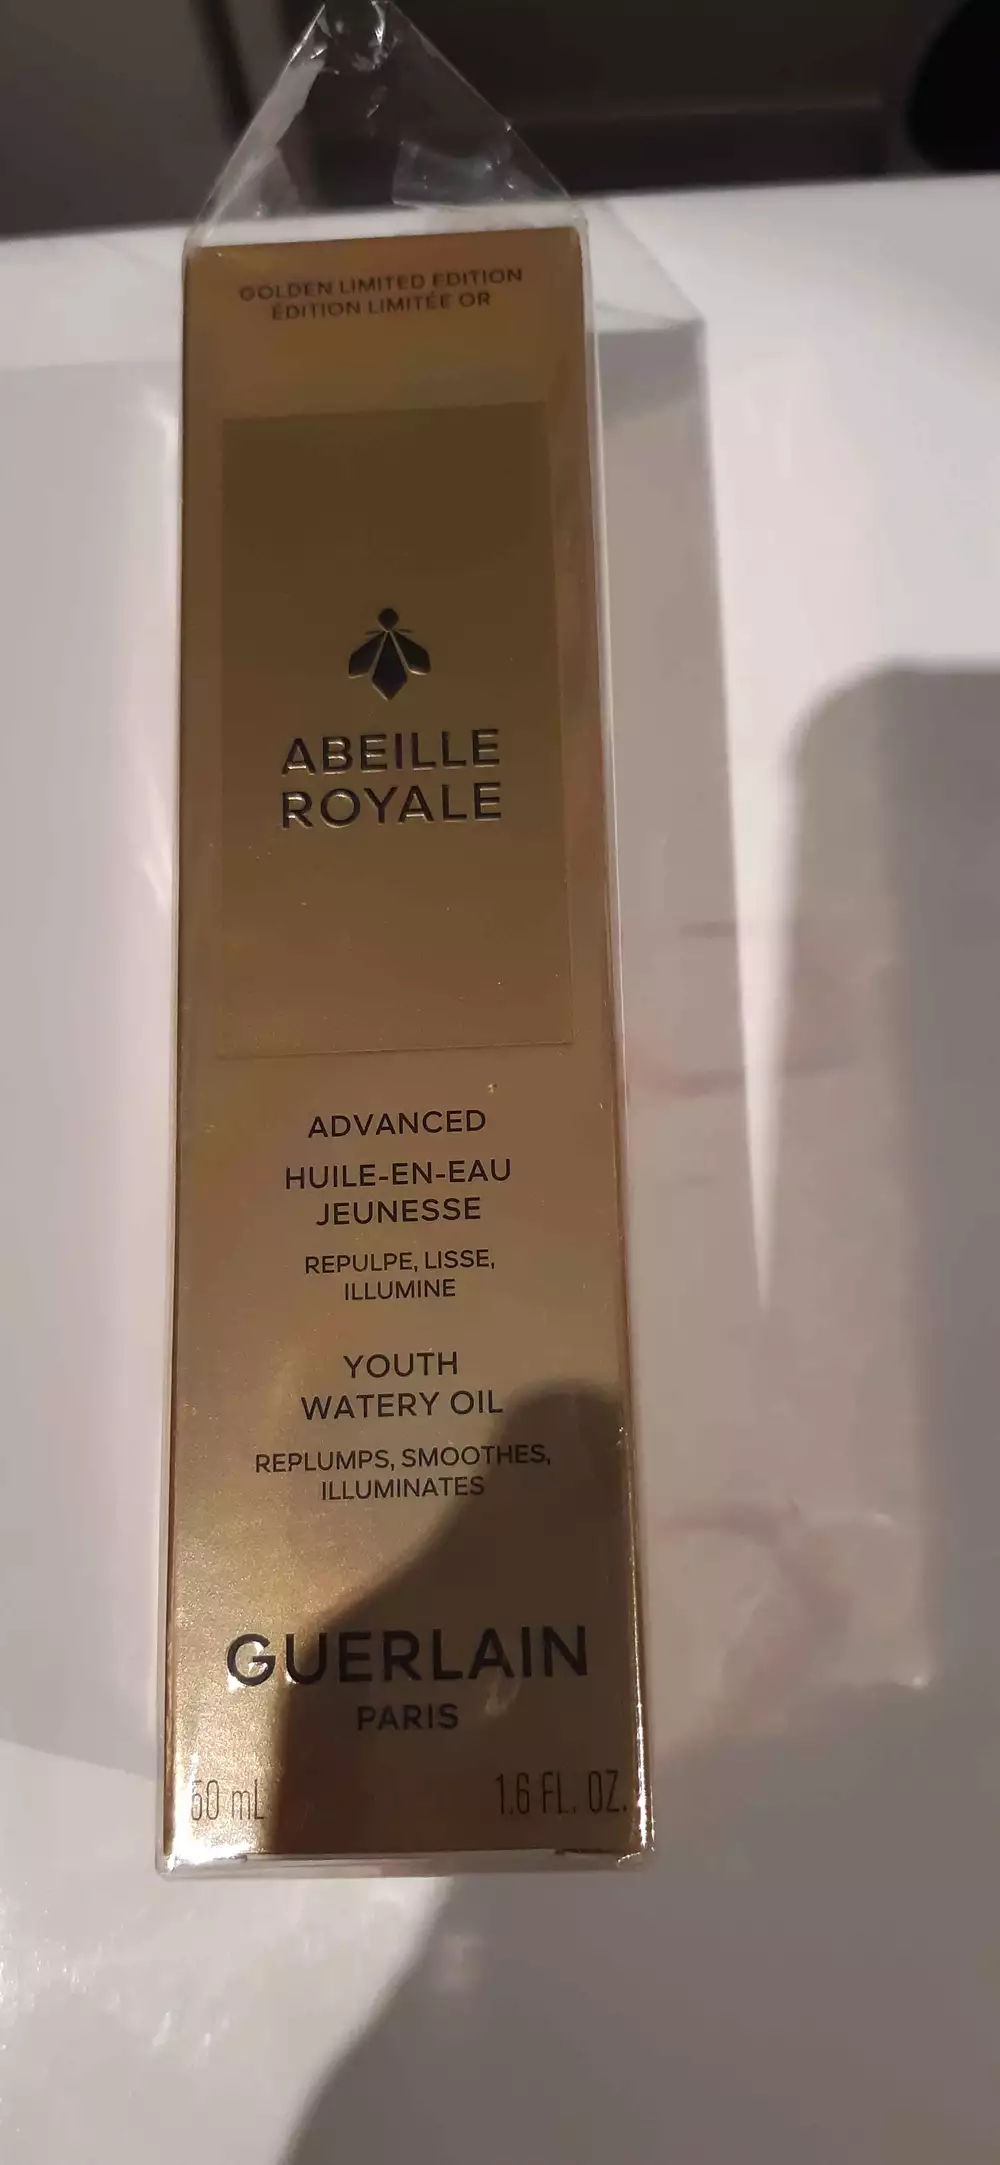 GOLDEN LIMITED EDITION
ÉDITION LIMITÉE OR
ABEILLE
ROYALE
ADVANCED
HUILE-EN-EAU
JEUNESSE
REPULPE, LISSE,
ILLUMINE
YOUTH
WATERY OIL
REPLUMPS, SMOOTHES,
ILLUMINATES
GUERLAIN
PARIS
50 mL 1.6 FL. OZ.